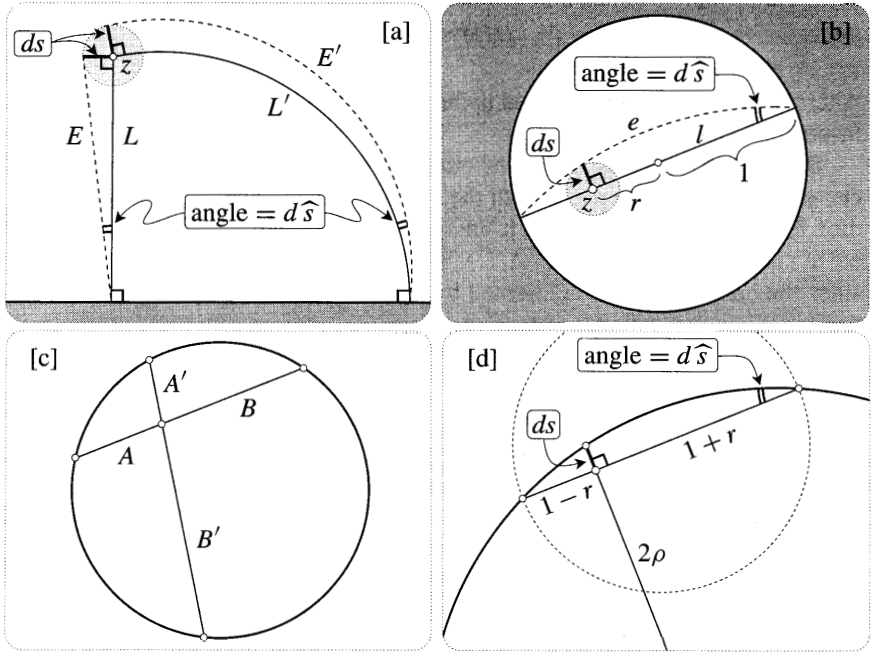 [a]
ds
z
E'
L'
E
L
angle = d ŝ
[b]
angle = d ŝ
e
l
ds
1
z
r
[c]
A'
B
A
B'
[d]
angle = d ŝ
ds
1 + r
1 − r
2ρ